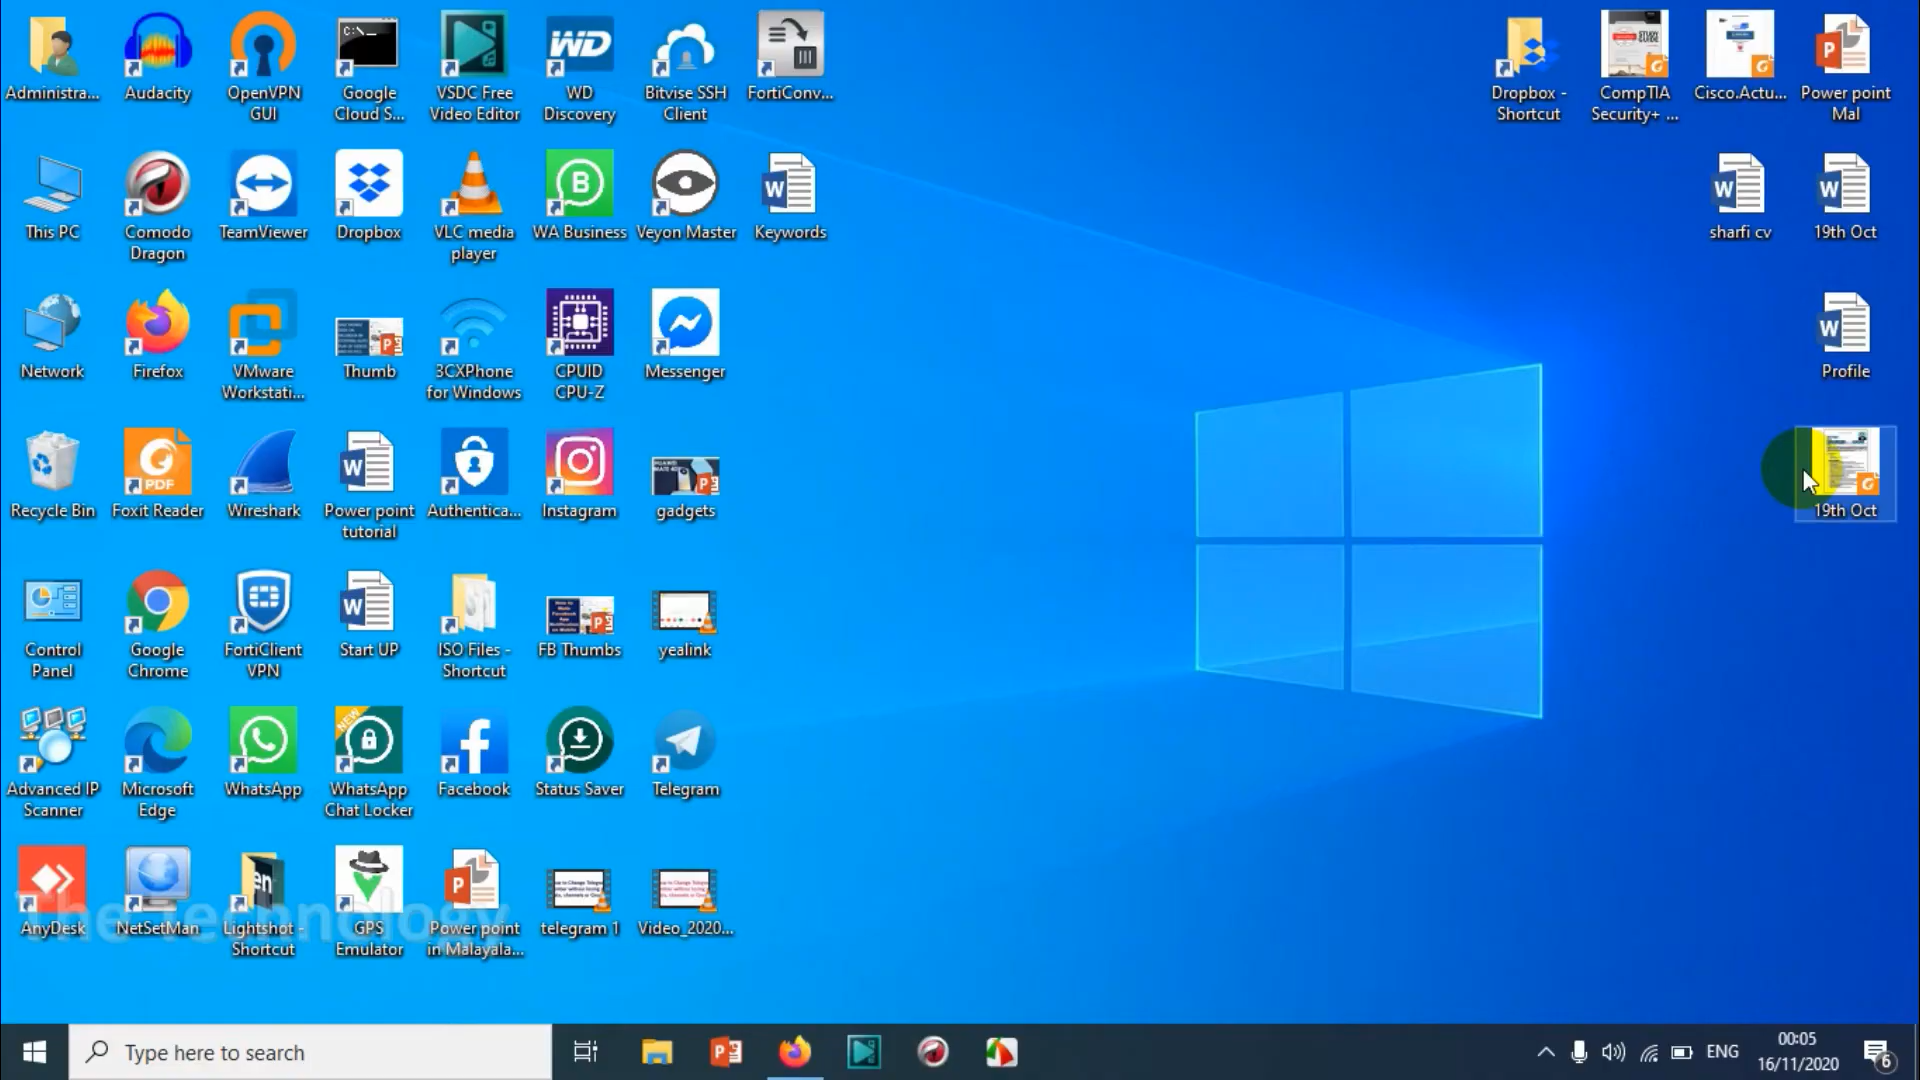 Administra...
Audacity
OpenVPN
GUI
Google
Cloud S...
VSDC Free
Video Editor
WD
Discovery
Bitvise SSH
Client
FortiConv...
Dropbox -
Shortcut
CompTIA
Security+ ...
Cisco.Actu...
Power point
Mal
This PC
Comodo
Dragon
TeamViewer
Dropbox
VLC media
player
WA Business
Veyon Master
Keywords
sharfi cv
19th Oct
Network
Firefox
VMware
Workstati...
Thumb
3CXPhone
for Windows
CPUID
CPU-Z
Messenger
Profile
Recycle Bin
Foxit Reader
Wireshark
Power point
tutorial
Authentica...
Instagram
gadgets
19th Oct
Control
Panel
Google
Chrome
FortiClient
VPN
Start UP
ISO Files -
Shortcut
FB Thumbs
yealink
Advanced IP
Scanner
Microsoft
Edge
WhatsApp
WhatsApp
Chat Locker
Facebook
Status Saver
Telegram
AnyDesk
NetSetMan
Lightshot -
Shortcut
GPS
Emulator
Power point
in Malayala...
telegram 1
Video_2020...
The Technology
Type here to search
ENG
00:05
16/11/2020
6